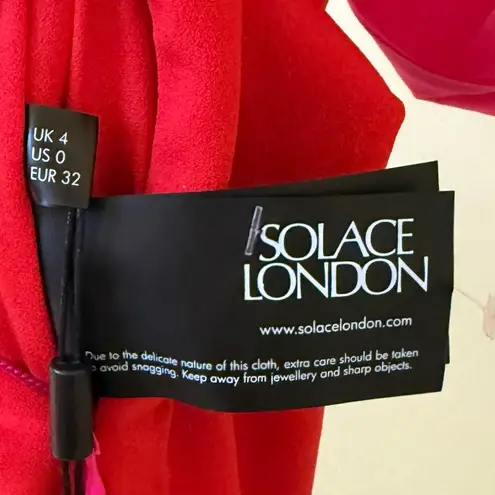 UK 4
US 0
EUR 32
SOLACE
LONDON
www.solacelondon.com
Due to the delicate nature of this cloth, extra care should be taken
to avoid snagging. Keep away from jewellery and sharp objects.